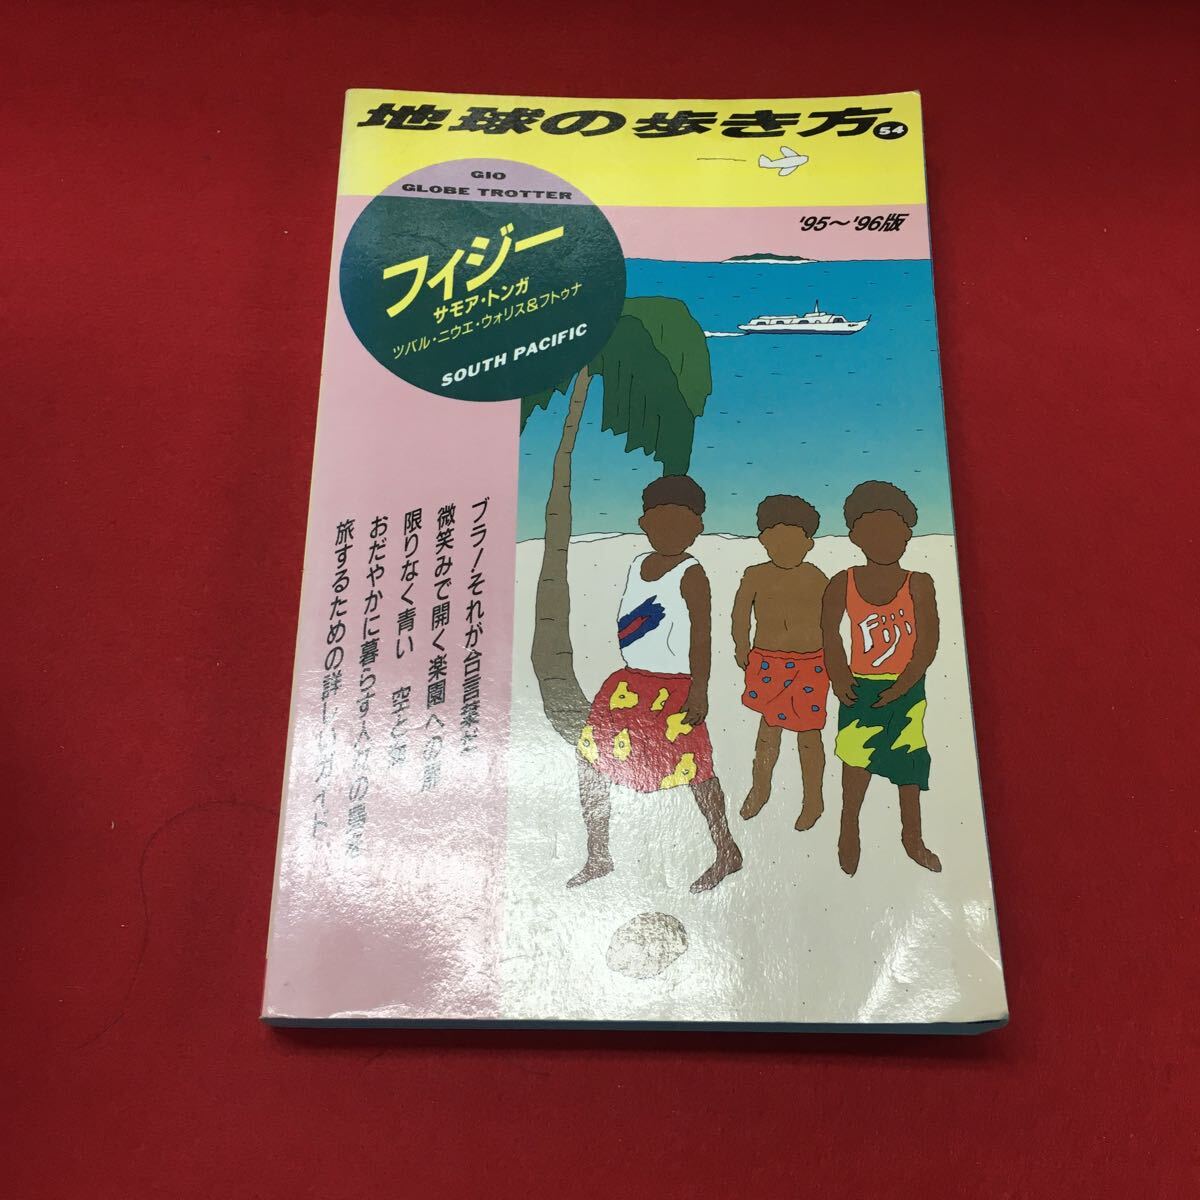 地球の歩き方 54
'95〜'96版
GIO
GLOBE TROTTER
フィジー
サモア・トンガ
ツバル・ニウエ・ウォリス&フトゥナ
SOUTH PACIFIC
ブラ！それが合言葉だ
微笑みで開く楽園への扉
限りなく青い 空と海
おだやかに暮らす人々の島を
旅するための詳しいガイド
Fiji